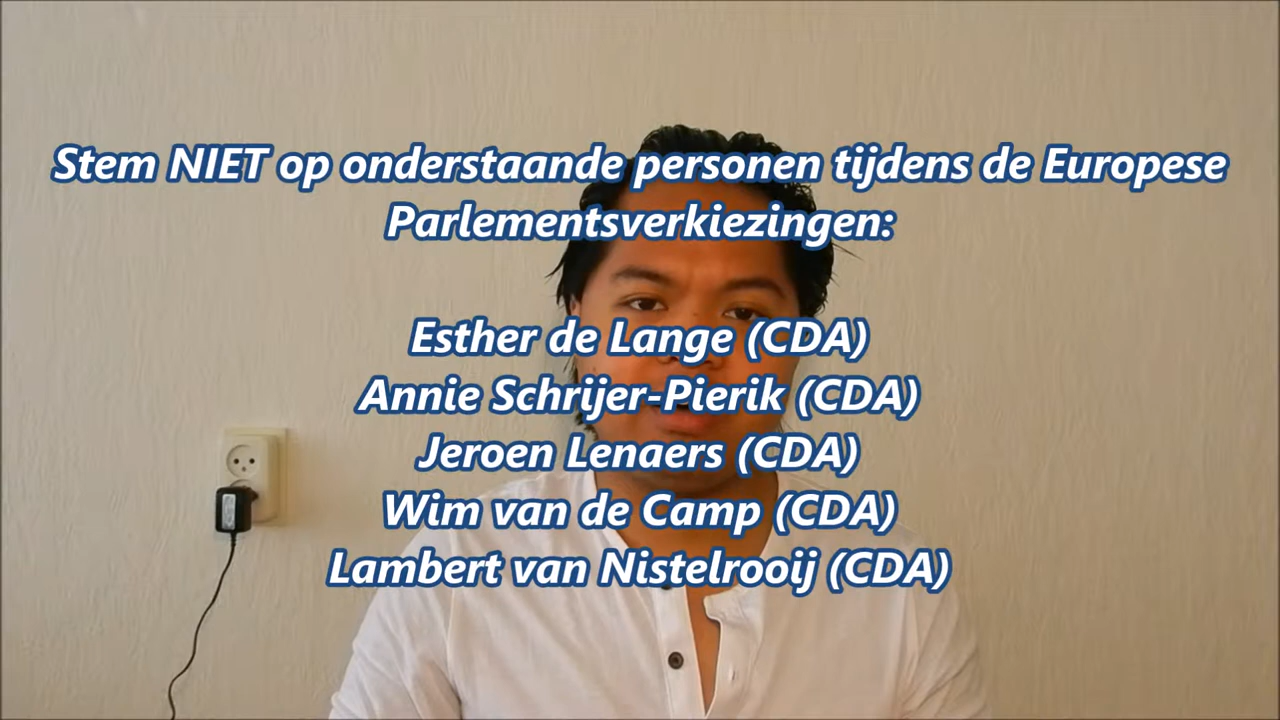 Stem NIET op onderstaande personen tijdens de Europese
Parlementsverkiezingen:
Esther de Lange (CDA)
Annie Schrijer-Pierik (CDA)
Jeroen Lenaers (CDA)
Wim van de Camp (CDA)
Lambert van Nistelrooij (CDA)